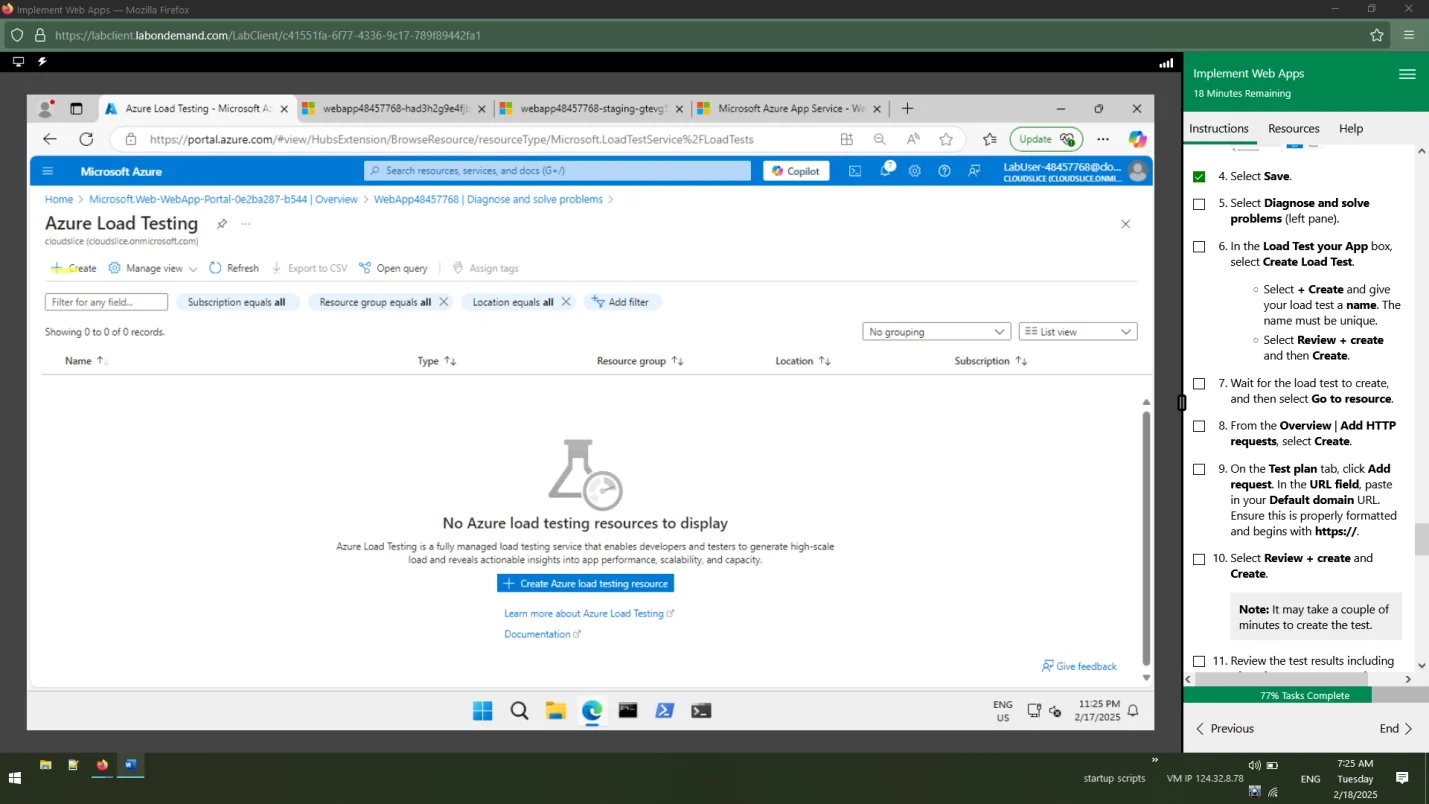 Implement Web Apps — Mozilla Firefox
https://labclient.labondemand.com/LabClient/c41551fa-6f77-4336-9c17-789f89442fa1
Azure Load Testing - Microsoft Az
webapp48457768-had3h2g9e4fjb
webapp48457768-staging-gtevg5
Microsoft Azure App Service - We
https://portal.azure.com/#view/HubsExtension/BrowseResource/resourceType/Microsoft.LoadTestService%2FLoadTests
Update
Microsoft Azure
Search resources, services, and docs (G+/)
Copilot
7
LabUser-48457768@clo...
CLOUDSLICE (CLOUDSLICE.ONMI...
Home > Microsoft.Web-WebApp-Portal-0e2ba287-b544 | Overview > WebApp48457768 | Diagnose and solve problems >
Azure Load Testing
cloudslice (cloudslice.onmicrosoft.com)
Create
Manage view
Refresh
Export to CSV
Open query
Assign tags
Filter for any field...
Subscription equals all
Resource group equals all
Location equals all
Add filter
Showing 0 to 0 of 0 records.
No grouping
List view
Name
Type
Resource group
Location
Subscription
No Azure load testing resources to display
Azure Load Testing is a fully managed load testing service that enables developers and testers to generate high-scale
load and reveals actionable insights into app performance, scalability, and capacity.
Create Azure load testing resource
Learn more about Azure Load Testing
Documentation
Give feedback
ENG
US
11:25 PM
2/17/2025
Implement Web Apps
18 Minutes Remaining
Instructions
Resources
Help
4. Select Save.
5. Select Diagnose and solve
problems (left pane).
6. In the Load Test your App box,
select Create Load Test.
Select + Create and give
your load test a name. The
name must be unique.
Select Review + create
and then Create.
7. Wait for the load test to create,
and then select Go to resource.
8. From the Overview | Add HTTP
requests, select Create.
9. On the Test plan tab, click Add
request. In the URL field, paste
in your Default domain URL.
Ensure this is properly formatted
and begins with https://.
10. Select Review + create and
Create.
Note: It may take a couple of
minutes to create the test.
11. Review the test results including
77% Tasks Complete
Previous
End
startup scripts
»
VM IP 124.32.8.78
ENG
7:25 AM
Tuesday
2/18/2025